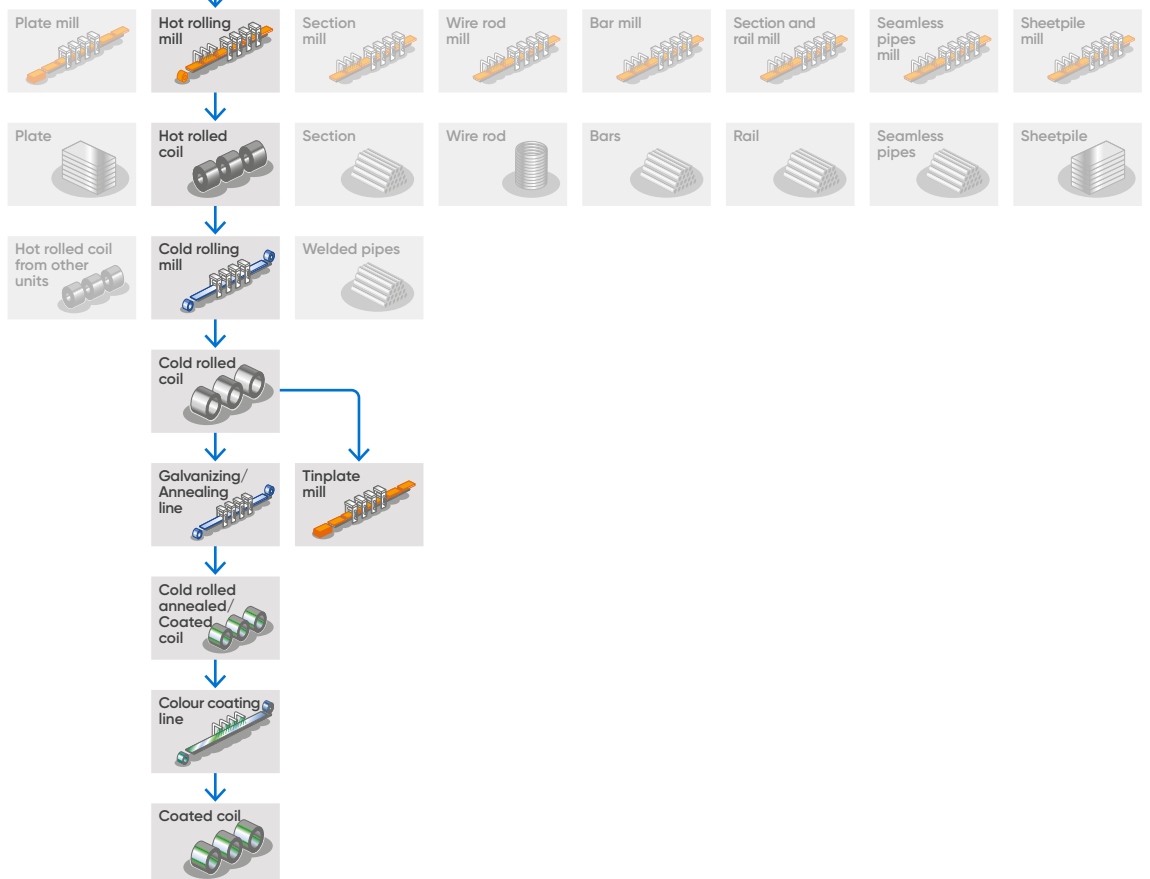 Plate mill
Hot rolling
mill
Section
mill
Wire rod
mill
Bar mill
Section and
rail mill
Seamless
pipes
mill
Sheetpile
mill
Plate
Hot rolled
coil
Section
Wire rod
Bars
Rail
Seamless
pipes
Sheetpile
Hot rolled coil
from other
units
Cold rolling
mill
Welded pipes
Cold rolled
coil
Galvanizing/
Annealing
line
Tinplate
mill
Cold rolled
annealed/
Coated
coil
Colour coating
line
Coated coil